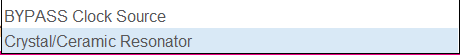 BYPASS Clock Source
Crystal/Ceramic Resonator